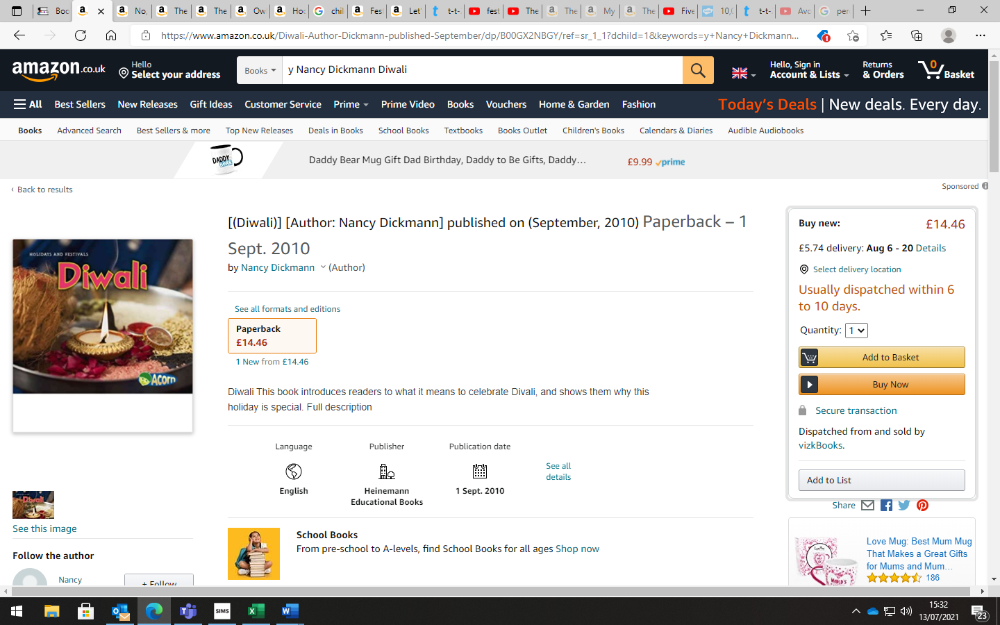 Boc
No,
The
The
Ow
Hoc
chil
Fes
Let'
t-t-
fest
The
The
My
The
Five
10,0
t-t-
Avc
per
https://www.amazon.co.uk/Diwali-Author-Dickmann-published-September/dp/B00GX2NBGY/ref=sr_1_1?dchild=1&keywords=y+Nancy+Dickmann...
1
amazon.co.uk
Hello
Select your address
Books
y Nancy Dickmann Diwali
Hello, Sign in
Account & Lists
Returns
& Orders
0
Basket
All Best Sellers New Releases Gift Ideas Customer Service Prime Prime Video Books Vouchers Home & Garden Fashion
Today's Deals | New deals. Every day.
Books Advanced Search Best Sellers & more Top New Releases Deals in Books School Books Textbooks Books Outlet Children's Books Calendars & Diaries Audible Audiobooks
DADDY
BEAR
Daddy Bear Mug Gift Dad Birthday, Daddy to Be Gifts, Daddy…
£9.99 prime
‹ Back to results
Sponsored
HOLIDAYS AND FESTIVALS
Diwali
Acorn
See this image
Follow the author
Nancy
+ Follow
[(Diwali)] [Author: Nancy Dickmann] published on (September, 2010) Paperback – 1
Sept. 2010
by Nancy Dickmann (Author)
See all formats and editions
Paperback
£14.46
1 New from £14.46
Diwali This book introduces readers to what it means to celebrate Divali, and shows them why this
holiday is special. Full description
Language
English
Publisher
Heinemann
Educational Books
Publication date
1 Sept. 2010
See all
details
School Books
From pre-school to A-levels, find School Books for all ages Shop now
Buy new:
£14.46
£5.74 delivery: Aug 6 - 20 Details
Select delivery location
Usually dispatched within 6
to 10 days.
Quantity: 1
Add to Basket
Buy Now
Secure transaction
Dispatched from and sold by
vizkBooks.
Add to List
Share
Love Mug: Best Mum Mug
That Makes a Great Gifts
for Mums and Mum…
186
SIMS
15:32
13/07/2021
23